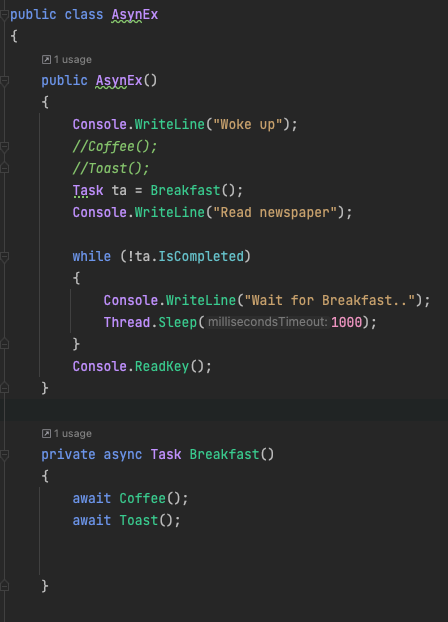 public class AsynEx
{
1 usage
public AsynEx()
{
Console.WriteLine("Woke up");
//Coffee();
//Toast();
Task ta = Breakfast();
Console.WriteLine("Read newspaper");
while (!ta.IsCompleted)
{
Console.WriteLine("Wait for Breakfast..");
Thread.Sleep( millisecondsTimeout: 1000);
}
Console.ReadKey();
}
1 usage
private async Task Breakfast()
{
await Coffee();
await Toast();
}